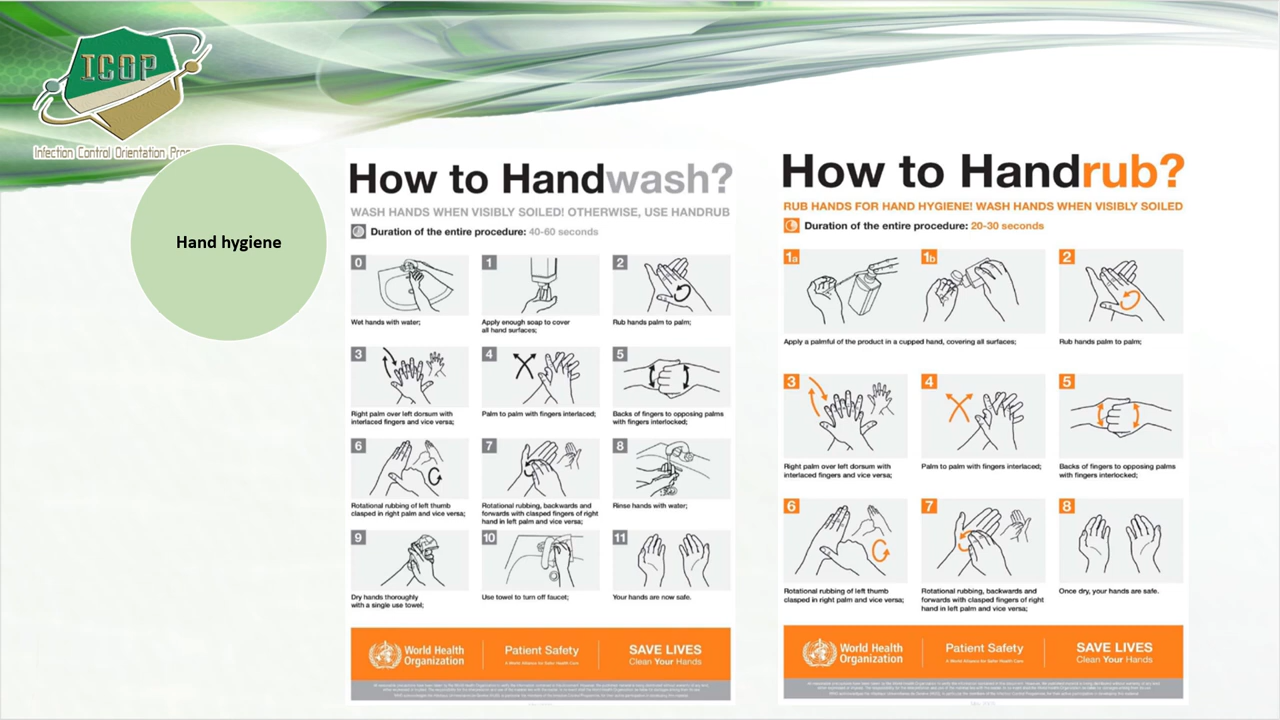 ICOP
Infection Control Orientation
Hand hygiene
How to Handwash?
WASH HANDS WHEN VISIBLY SOILED! OTHERWISE, USE HANDRUB
Duration of the entire procedure: 40-60 seconds
0
1
2
Wet hands with water;
Apply enough soap to cover
all hand surfaces;
Rub hands palm to palm;
3
4
5
Right palm over left dorsum with
interlaced fingers and vice versa;
Palm to palm with fingers interlaced;
Backs of fingers to opposing palms
with fingers interlocked;
6
7
8
Rotational rubbing of left thumb
clasped in right palm and vice versa;
Rotational rubbing, backwards and
forwards with clasped fingers of right
hand in left palm and vice versa;
Rinse hands with water;
9
10
11
Dry hands thoroughly
with a single use towel;
Use towel to turn off faucet;
Your hands are now safe.
World Health
Organization
Patient Safety
A World Alliance for Safer Health Care
SAVE LIVES
Clean Your Hands
How to Handrub?
RUB HANDS FOR HAND HYGIENE! WASH HANDS WHEN VISIBLY SOILED
Duration of the entire procedure: 20-30 seconds
1a
1b
2
Apply a palmful of the product in a cupped hand, covering all surfaces;
Rub hands palm to palm;
3
4
5
Right palm over left dorsum with
interlaced fingers and vice versa;
Palm to palm with fingers interlaced;
Backs of fingers to opposing palms
with fingers interlocked;
6
7
8
Rotational rubbing of left thumb
clasped in right palm and vice versa;
Rotational rubbing, backwards and
forwards with clasped fingers of right
hand in left palm and vice versa;
Once dry, your hands are safe.
World Health
Organization
Patient Safety
A World Alliance for Safer Health Care
SAVE LIVES
Clean Your Hands